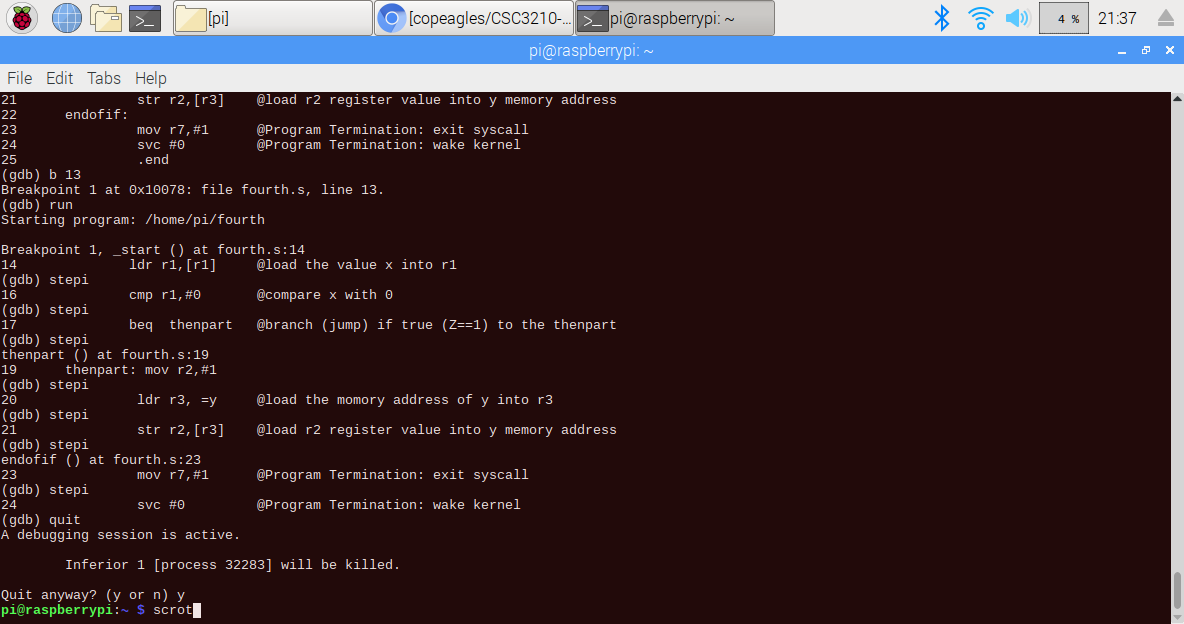 [pi]
[copeagles/CSC3210-...
pi@raspberrypi: ~
4 %
21:37
pi@raspberrypi: ~
File Edit Tabs Help
21               str r2,[r3]    @load r2 register value into y memory address
22      endofif:
23               mov r7,#1      @Program Termination: exit syscall
24               svc #0         @Program Termination: wake kernel
25               .end
(gdb) b 13
Breakpoint 1 at 0x10078: file fourth.s, line 13.
(gdb) run
Starting program: /home/pi/fourth
Breakpoint 1, _start () at fourth.s:14
14              ldr r1,[r1]     @load the value x into r1
(gdb) stepi
16              cmp r1,#0       @compare x with 0
(gdb) stepi
17              beq  thenpart   @branch (jump) if true (Z==1) to the thenpart
(gdb) stepi
thenpart () at fourth.s:19
19      thenpart: mov r2,#1
(gdb) stepi
20               ldr r3, =y     @load the momory address of y into r3
(gdb) stepi
21               str r2,[r3]    @load r2 register value into y memory address
(gdb) stepi
endofif () at fourth.s:23
23               mov r7,#1      @Program Termination: exit syscall
(gdb) stepi
24               svc #0         @Program Termination: wake kernel
(gdb) quit
A debugging session is active.
        Inferior 1 [process 32283] will be killed.
Quit anyway? (y or n) y
pi@raspberrypi:~ $ scrot